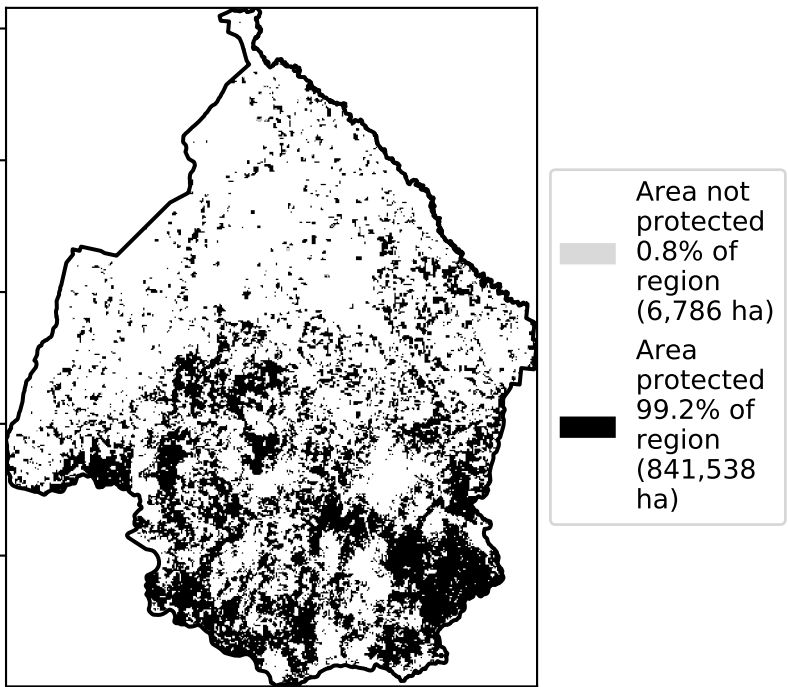 Area not
protected
0.8% of
region
(6,786 ha)
Area
protected
99.2% of
region
(841,538
ha)